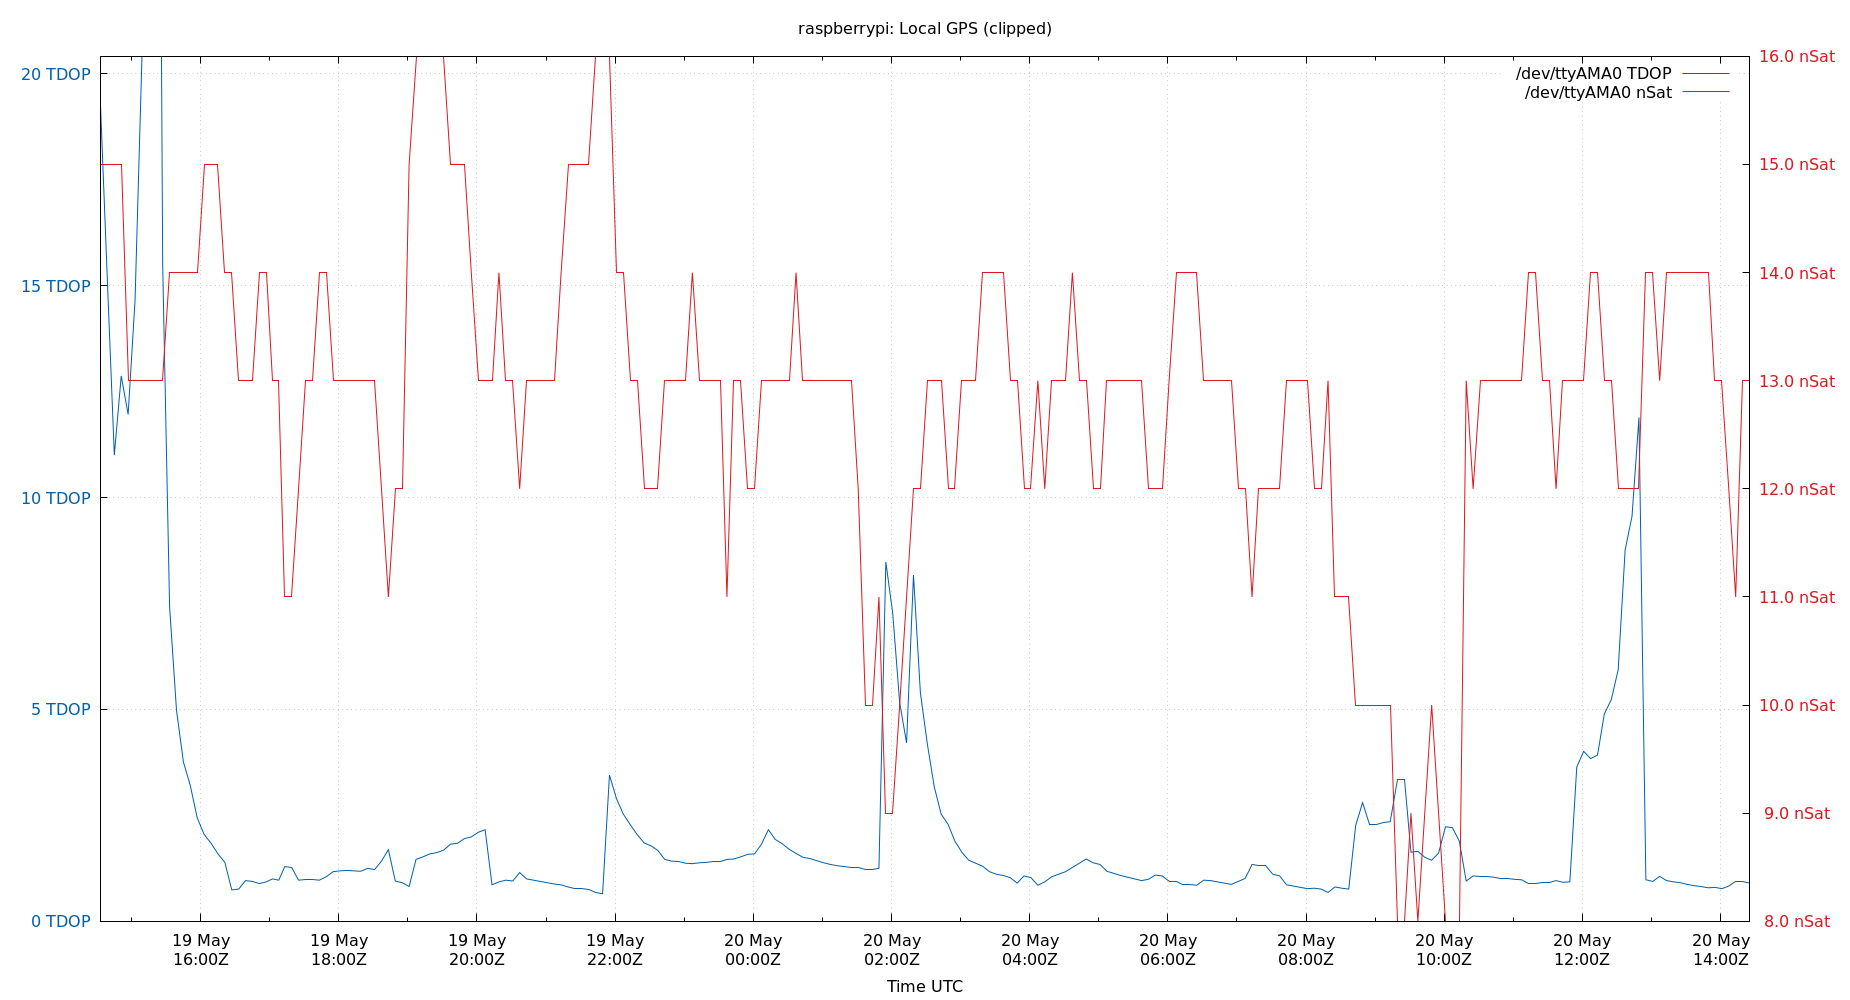 raspberrypi: Local GPS (clipped)
/dev/ttyAMA0 TDOP
/dev/ttyAMA0 nSat
20 TDOP
15 TDOP
10 TDOP
5 TDOP
0 TDOP
16.0 nSat
15.0 nSat
14.0 nSat
13.0 nSat
12.0 nSat
11.0 nSat
10.0 nSat
9.0 nSat
8.0 nSat
19 May
16:00Z
19 May
18:00Z
19 May
20:00Z
19 May
22:00Z
20 May
00:00Z
20 May
02:00Z
20 May
04:00Z
20 May
06:00Z
20 May
08:00Z
20 May
10:00Z
20 May
12:00Z
20 May
14:00Z
Time UTC